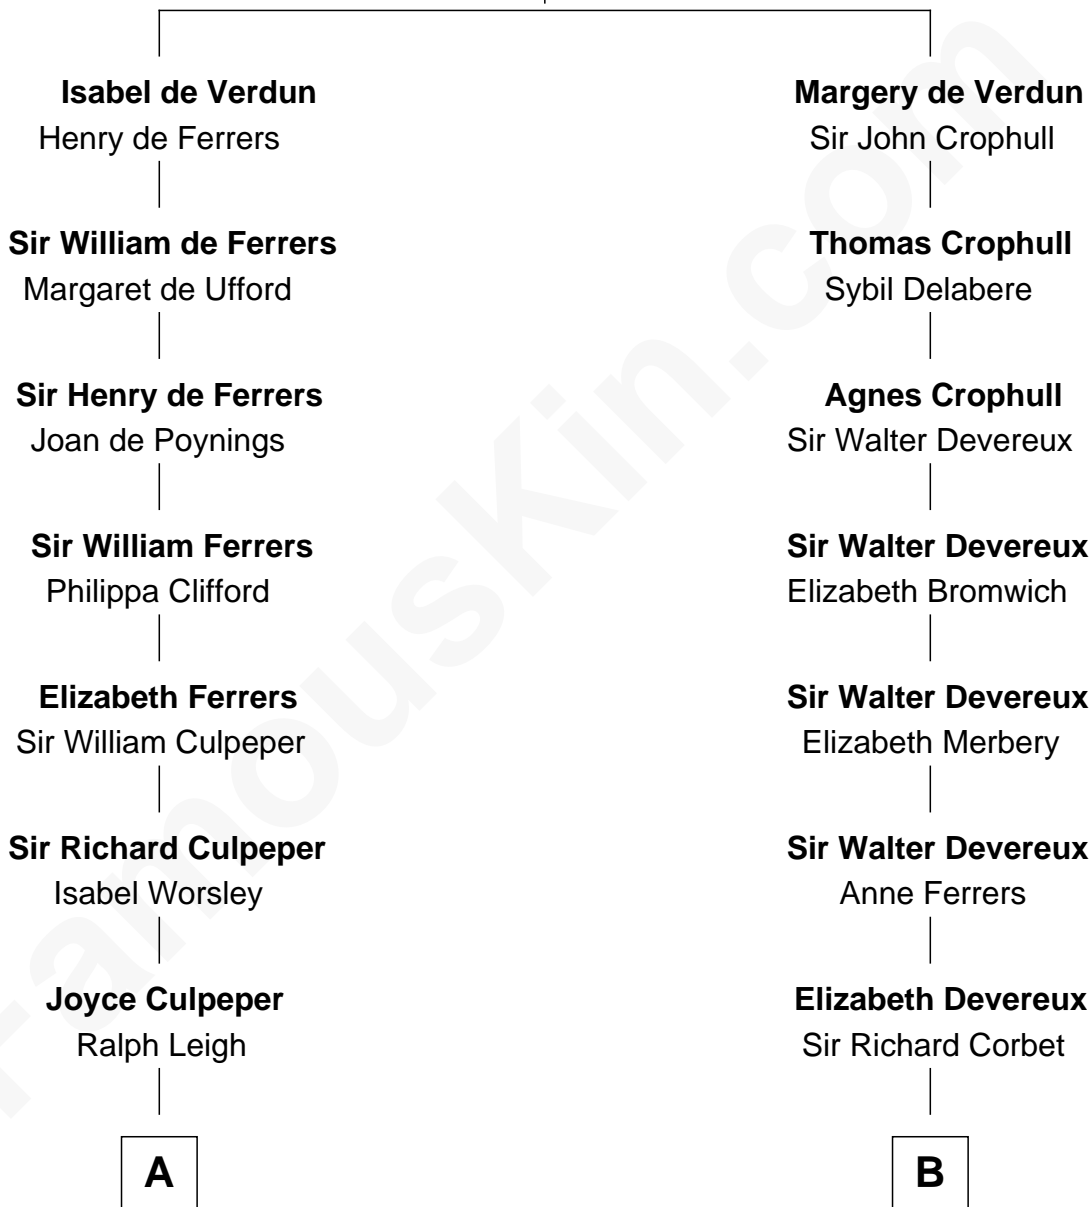 Isabel de Verdun
Henry de Ferrers
Sir William de Ferrers
Margaret de Ufford
Sir Henry de Ferrers
Joan de Poynings
Sir William Ferrers
Philippa Clifford
Elizabeth Ferrers
Sir William Culpeper
Sir Richard Culpeper
Isabel Worsley
Joyce Culpeper
Ralph Leigh
A
Margery de Verdun
Sir John Crophull
Thomas Crophull
Sybil Delabere
Agnes Crophull
Sir Walter Devereux
Sir Walter Devereux
Elizabeth Bromwich
Sir Walter Devereux
Elizabeth Merbery
Sir Walter Devereux
Anne Ferrers
Elizabeth Devereux
Sir Richard Corbet
B
FamousKin.com